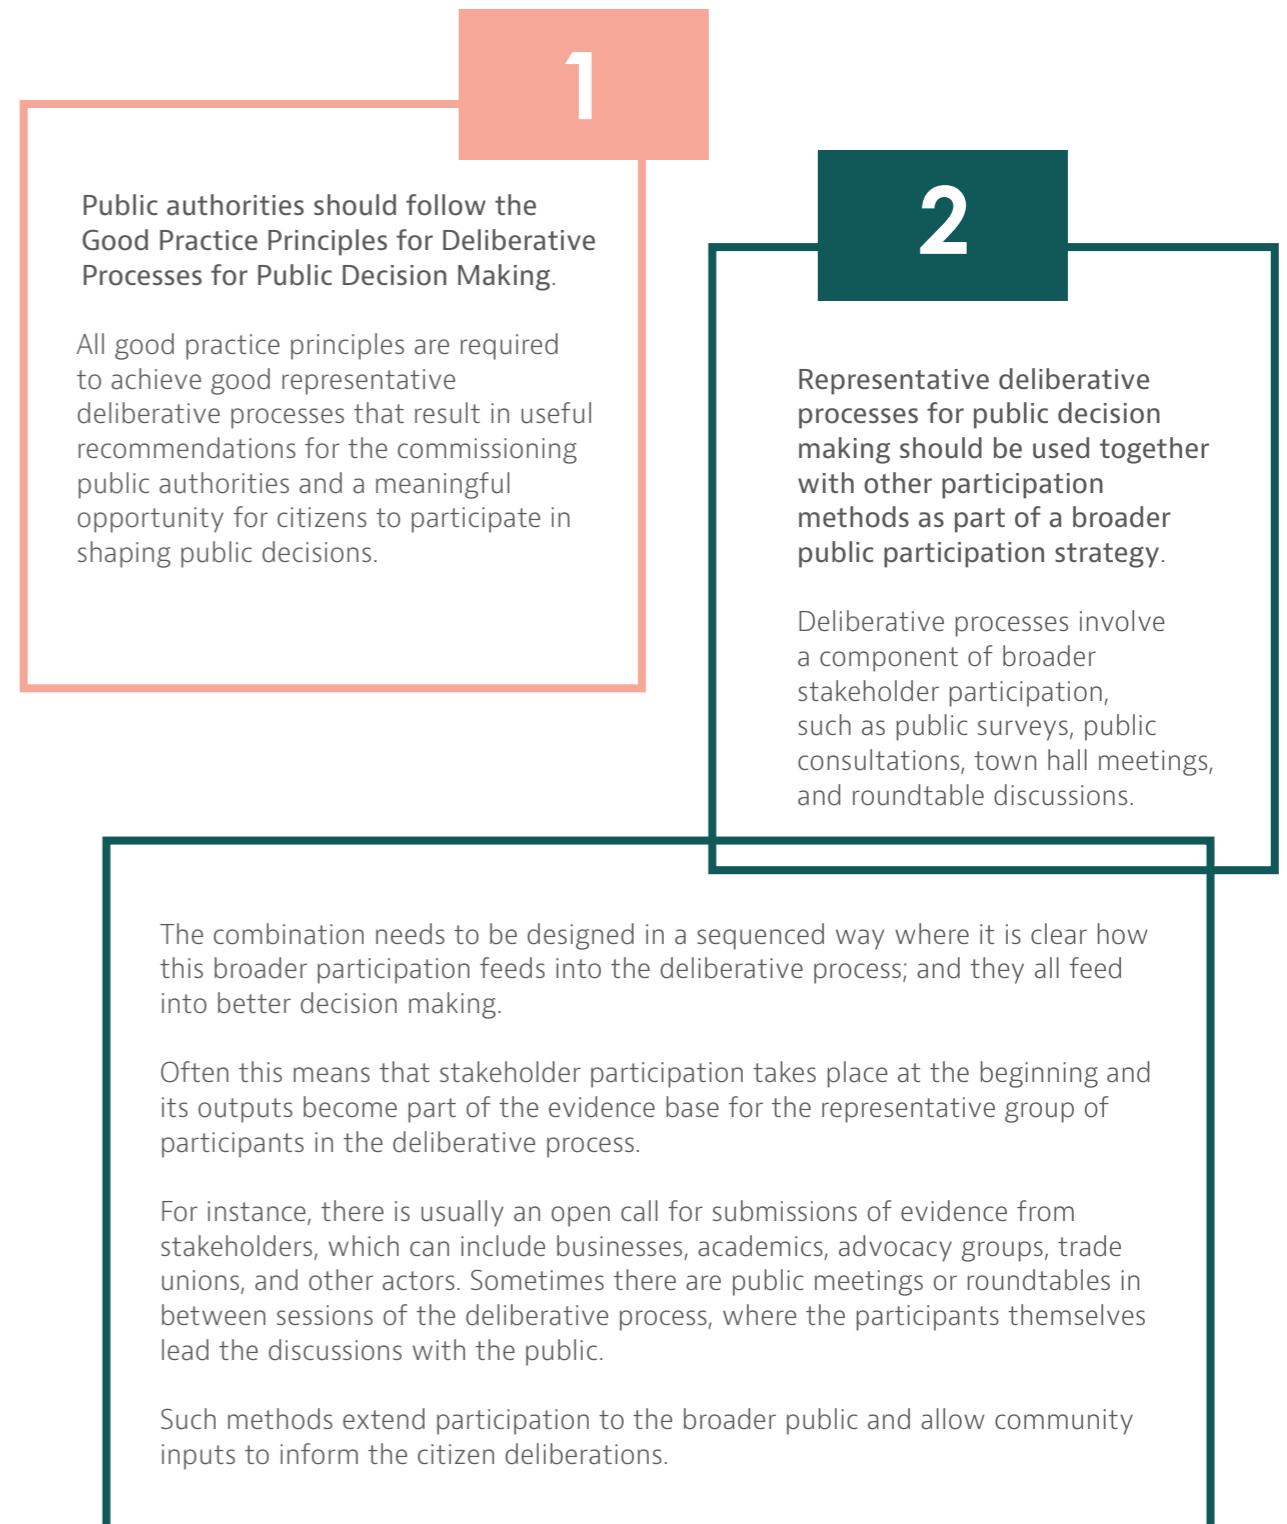 1
Public authorities should follow the
Good Practice Principles for Deliberative
Processes for Public Decision Making.
All good practice principles are required
to achieve good representative
deliberative processes that result in useful
recommendations for the commissioning
public authorities and a meaningful
opportunity for citizens to participate in
shaping public decisions.
2
Representative deliberative
processes for public decision
making should be used together
with other participation
methods as part of a broader
public participation strategy.
Deliberative processes involve
a component of broader
stakeholder participation,
such as public surveys, public
consultations, town hall meetings,
and roundtable discussions.
The combination needs to be designed in a sequenced way where it is clear how
this broader participation feeds into the deliberative process; and they all feed
into better decision making.
Often this means that stakeholder participation takes place at the beginning and
its outputs become part of the evidence base for the representative group of
participants in the deliberative process.
For instance, there is usually an open call for submissions of evidence from
stakeholders, which can include businesses, academics, advocacy groups, trade
unions, and other actors. Sometimes there are public meetings or roundtables in
between sessions of the deliberative process, where the participants themselves
lead the discussions with the public.
Such methods extend participation to the broader public and allow community
inputs to inform the citizen deliberations.